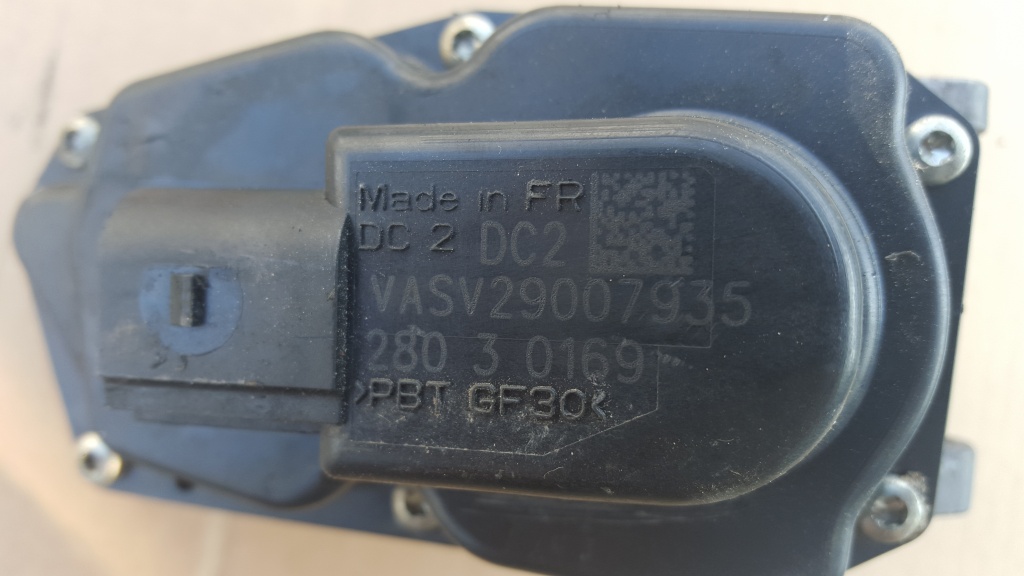 Made in FR
DC 2 DC2
VASV29007935
280 3 0169
>PBT GF30<